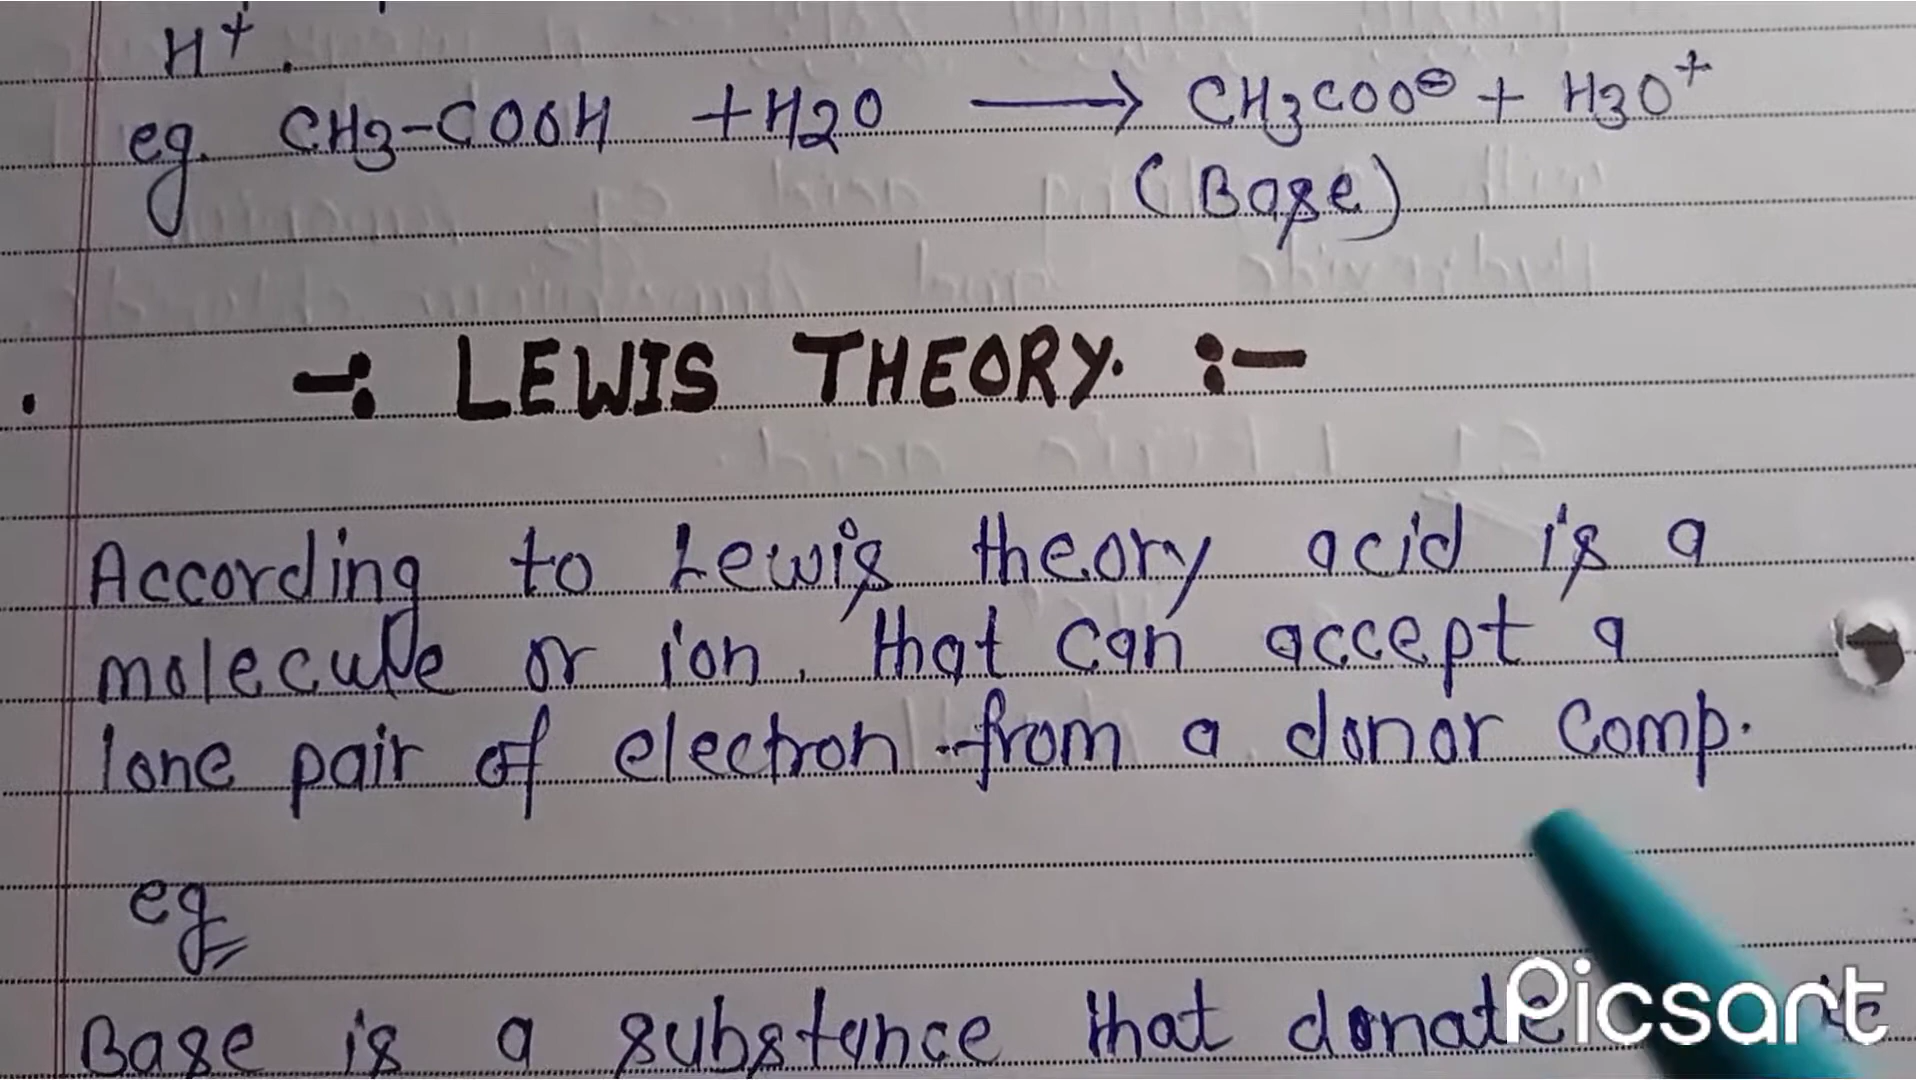 H+.
eg. CH3-COOH +H2O ⟶ CH3COO⊖ + H3O+
(Base)
-: LEWIS THEORY. :-
According to Lewis theory acid is a
molecule or ion. that can accept a
lone pair of electron from a donor comp.
eg
Base is a substance that donate
Picsart